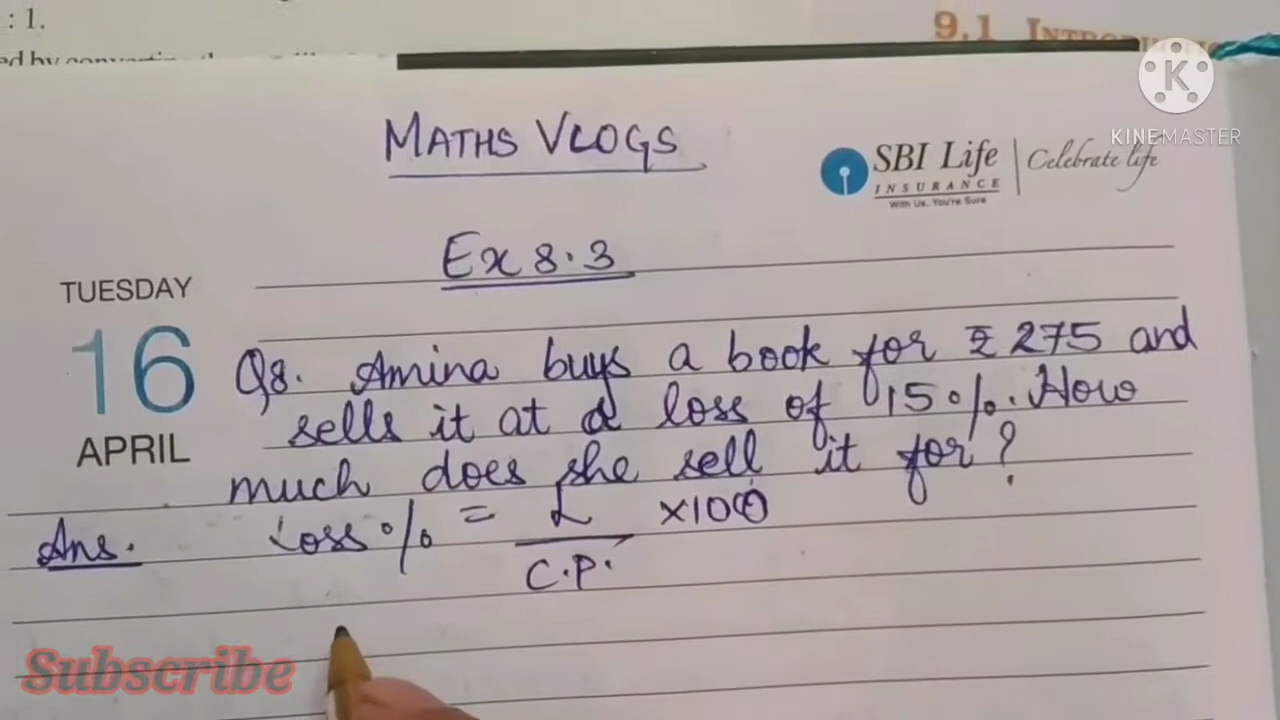 : 1.
9.1
KINEMASTER
MATHS VLOGS
SBI Life
INSURANCE
With Us, You're Sure
Celebrate life
Ex 8.3
TUESDAY
16
APRIL
Q8. Amina buys a book for ₹ 275 and
sells it at a loss of 15%. How
much does she sell it for?
Ans. Loss% = L/C.P. ×100
Subscribe